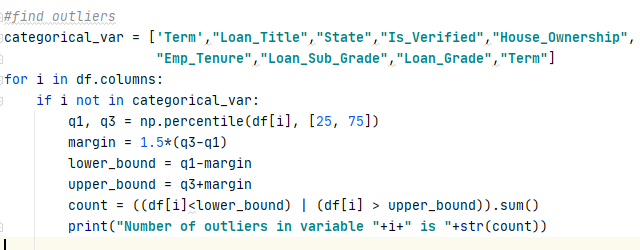 #find outliers
categorical_var = ['Term',"Loan_Title","State","Is_Verified","House_Ownership",
"Emp_Tenure","Loan_Sub_Grade","Loan_Grade","Term"]
for i in df.columns:
if i not in categorical_var:
q1, q3 = np.percentile(df[i], [25, 75])
margin = 1.5*(q3-q1)
lower_bound = q1-margin
upper_bound = q3+margin
count = ((df[i]<lower_bound) | (df[i] > upper_bound)).sum()
print("Number of outliers in variable "+i+" is "+str(count))